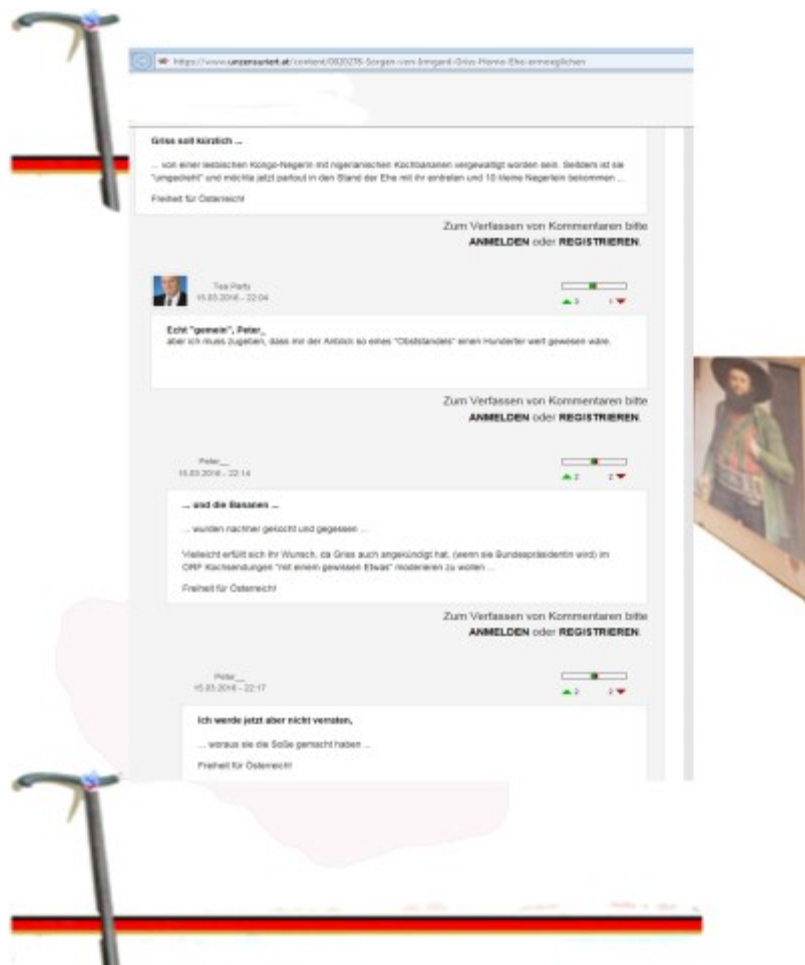 https://www.unzensuriert.at/content/0020278-Sorgen-von-Irmgard-Griss-Homo-Ehe-ermoeglichen
Griss soll kürzlich ...
... von einer lesbischen Kongo-Negerin mit nigerianischen Kochbananen vergewaltigt worden sein. Seitdem ist sie
"umgedreht" und möchte jetzt partout in den Stand der Ehe mit ihr eintreten und 10 kleine Negerlein bekommen ...
Freiheit für Österreich!
Zum Verfassen von Kommentaren bitte
ANMELDEN oder REGISTRIEREN.
Tea Party
15.03.2016 - 22:04
3 1
Echt "gemein", Peter_
aber ich muss zugeben, dass mir der Anblick so eines "Obststandels" einen Hunderter wert gewesen wäre.
Zum Verfassen von Kommentaren bitte
ANMELDEN oder REGISTRIEREN.
Peter__
15.03.2016 - 22:14
2 2
... und die Bananen ...
... wurden nachher gekocht und gegessen ...
Vielleicht erfüllt sich ihr Wunsch, da Griss auch angekündigt hat, (wenn sie Bundespräsidentin wird) im
ORF Kochsendungen "mit einem gewissen Etwas" moderieren zu wollen ...
Freiheit für Österreich!
Zum Verfassen von Kommentaren bitte
ANMELDEN oder REGISTRIEREN.
Peter__
15.03.2016 - 22:17
2 2
Ich werde jetzt aber nicht verraten,
... woraus sie die Soße gemacht haben ...
Freiheit für Österreich!